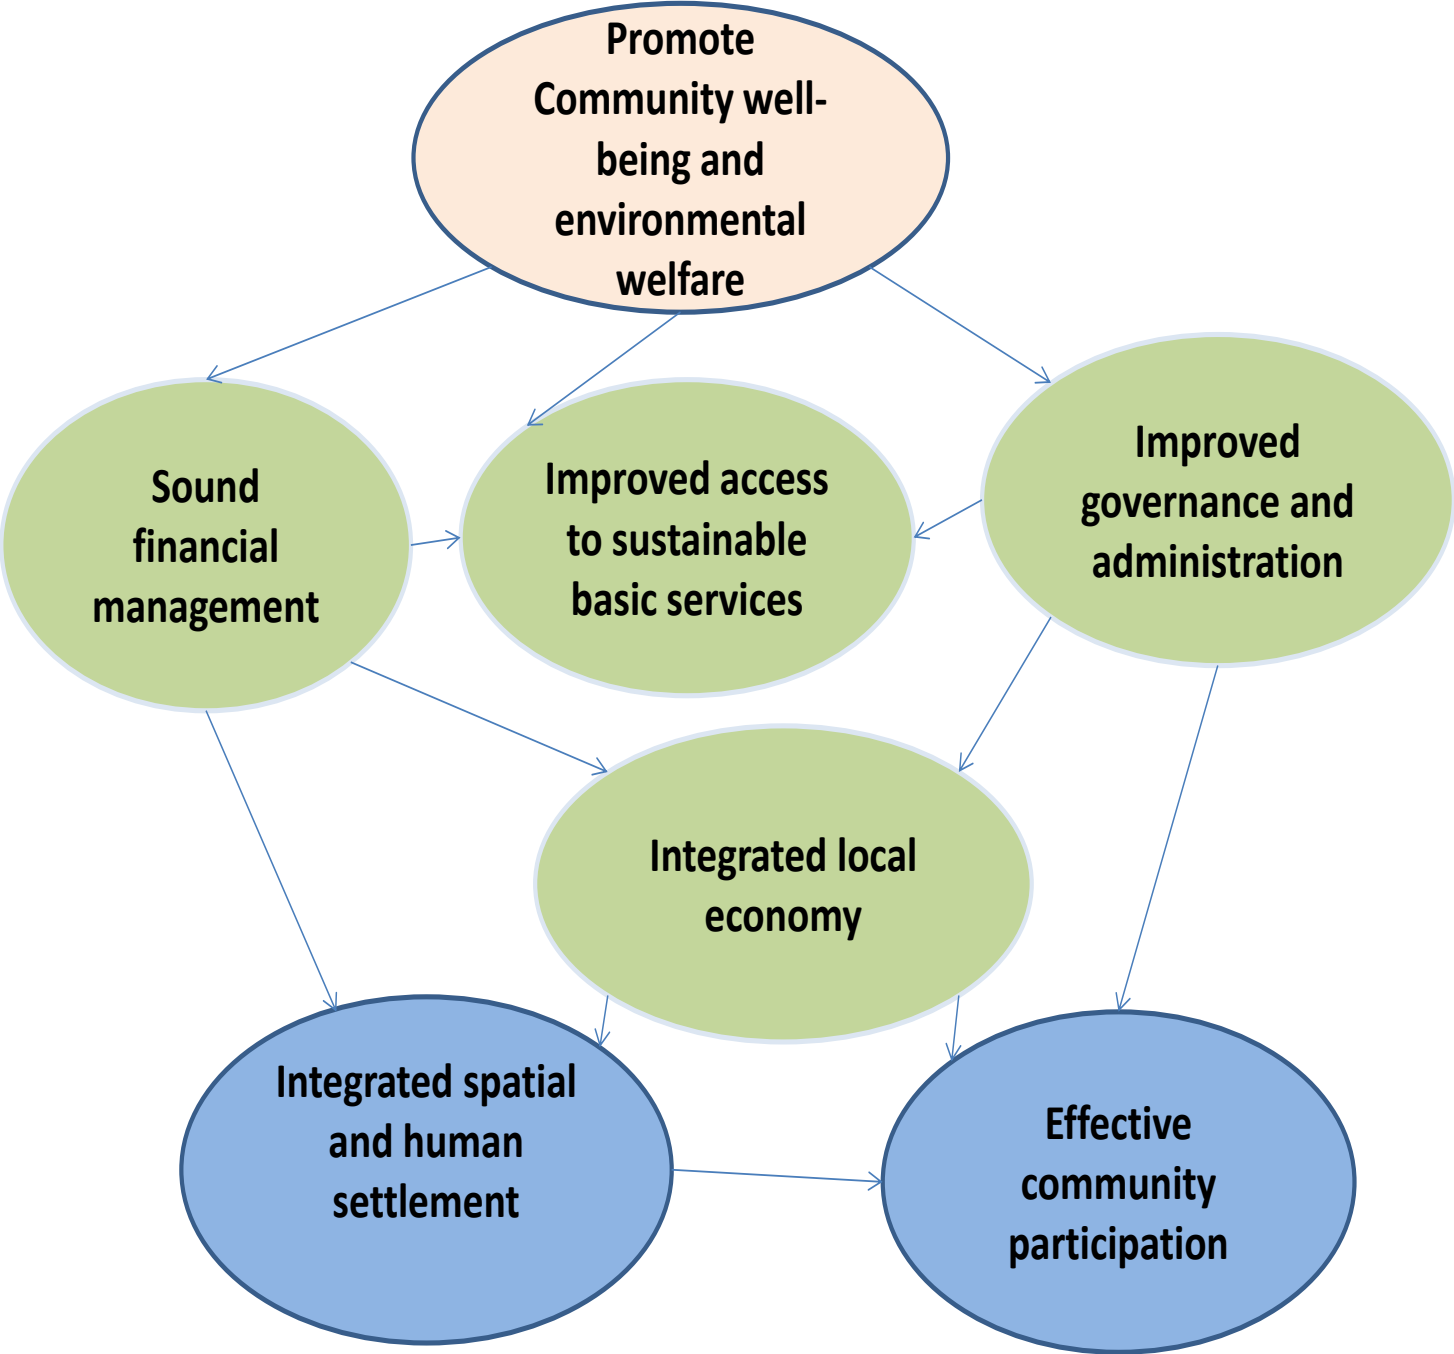 Promote
Community well-
being and
environmental
welfare
Sound
financial
management
Improved access
to sustainable
basic services
Improved
governance and
administration
Integrated local
economy
Integrated spatial
and human
settlement
Effective
community
participation